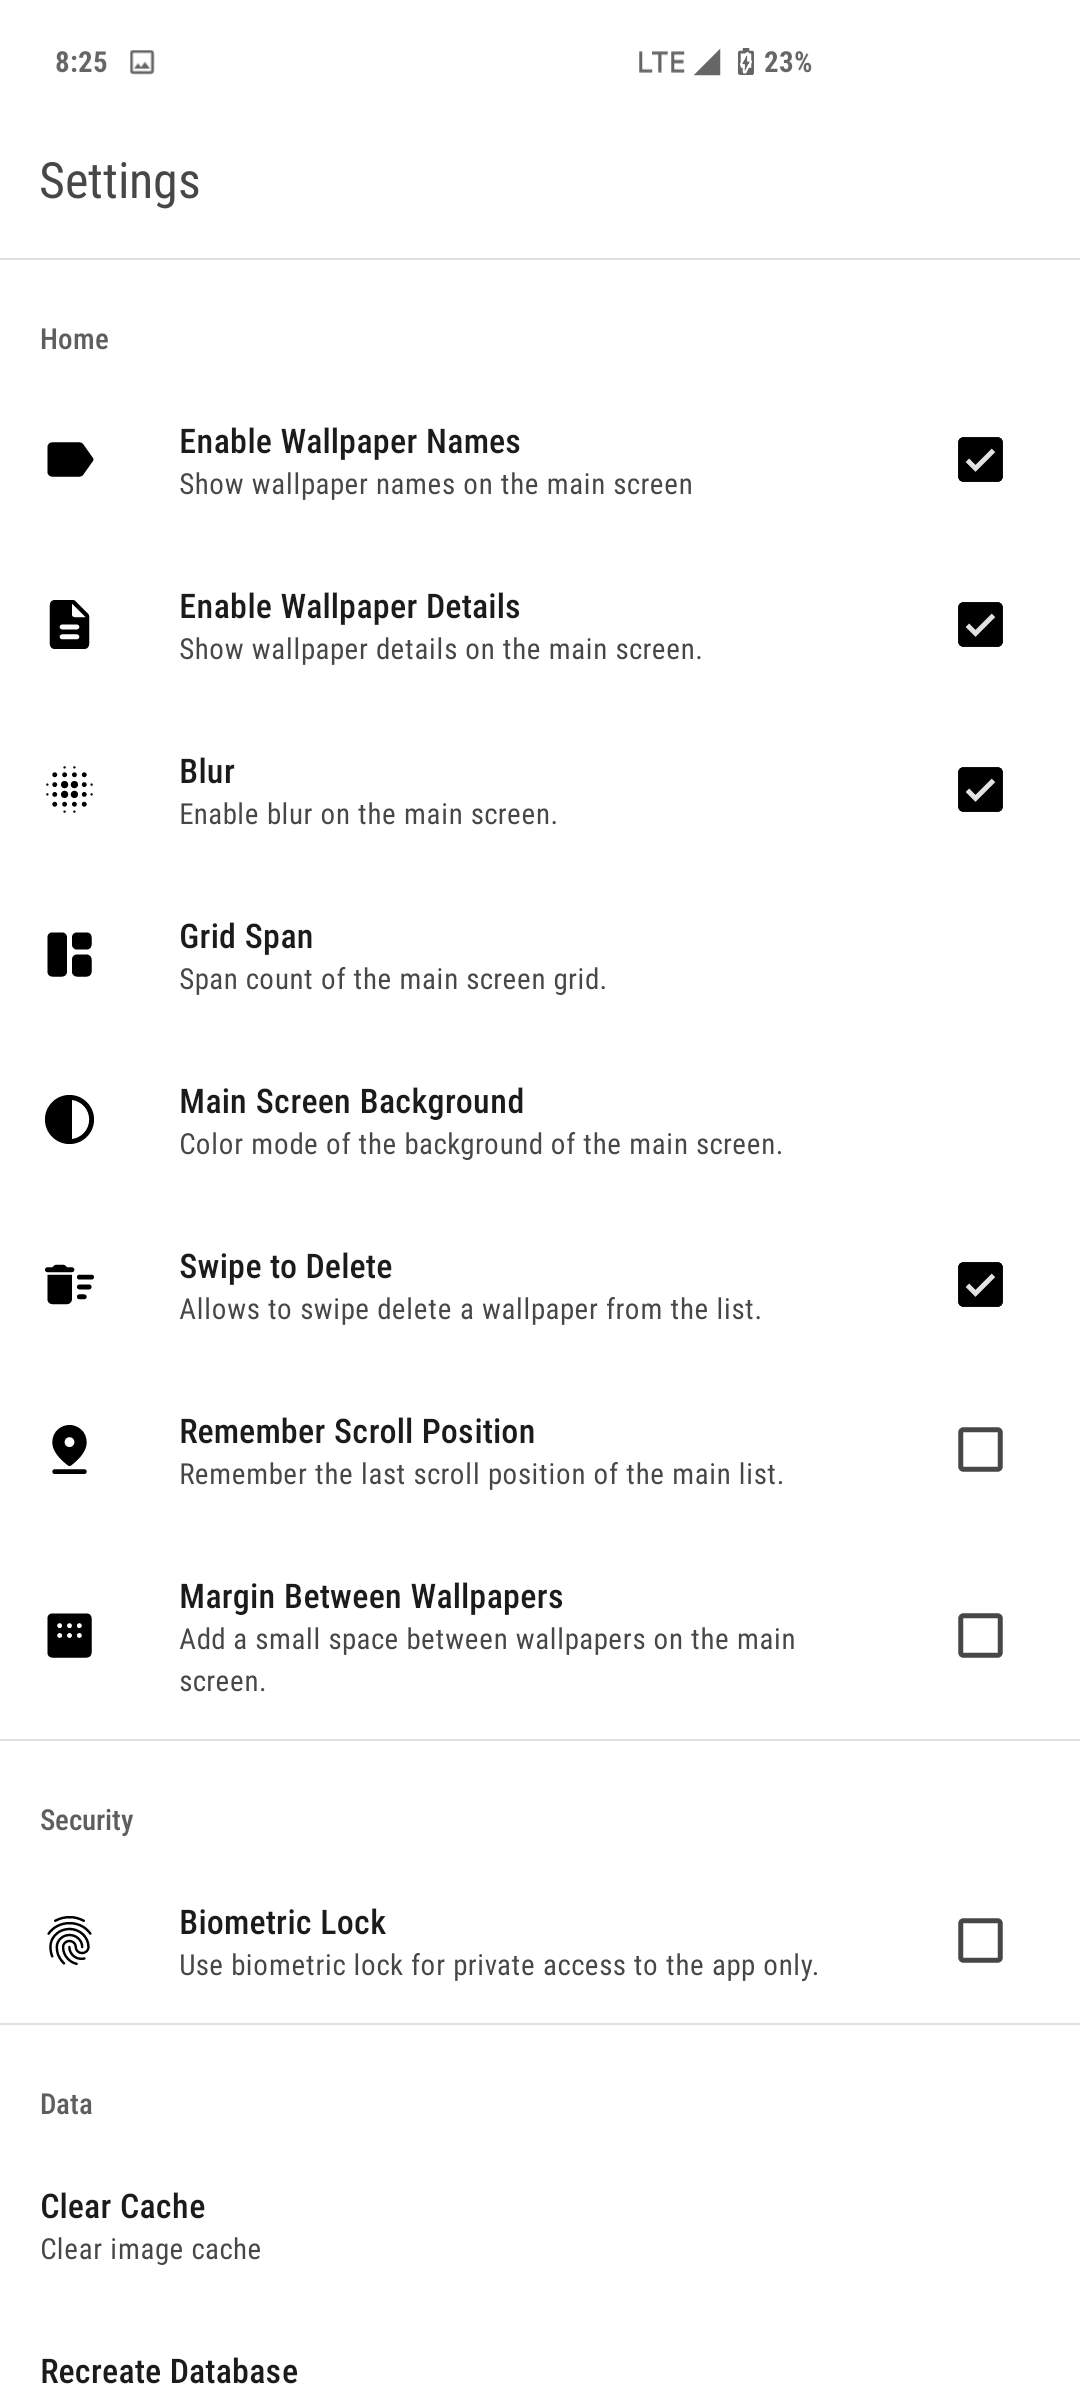 8:25
LTE 23%
Settings
Home
Enable Wallpaper Names
Show wallpaper names on the main screen
Enable Wallpaper Details
Show wallpaper details on the main screen.
Blur
Enable blur on the main screen.
Grid Span
Span count of the main screen grid.
Main Screen Background
Color mode of the background of the main screen.
Swipe to Delete
Allows to swipe delete a wallpaper from the list.
Remember Scroll Position
Remember the last scroll position of the main list.
Margin Between Wallpapers
Add a small space between wallpapers on the main
screen.
Security
Biometric Lock
Use biometric lock for private access to the app only.
Data
Clear Cache
Clear image cache
Recreate Database